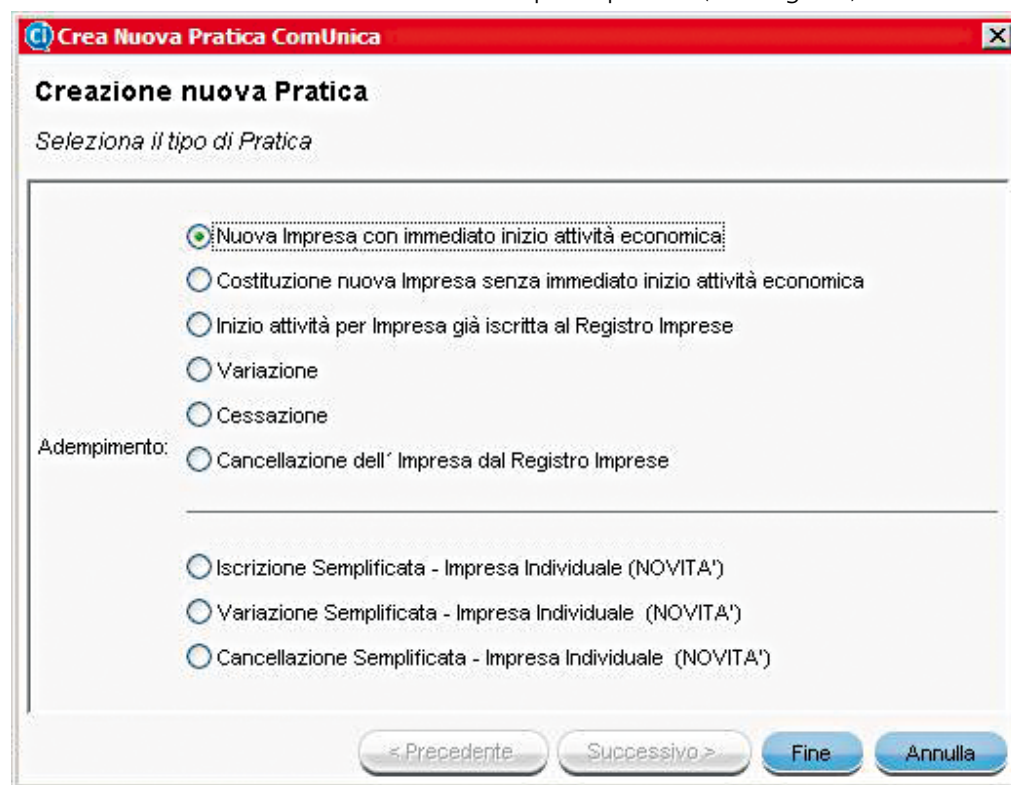 Ci Crea Nuova Pratica ComUnica
Creazione nuova Pratica
Seleziona il tipo di Pratica
Nuova Impresa con immediato inizio attività economica
Costituzione nuova Impresa senza immediato inizio attività economica
Inizio attività per Impresa già iscritta al Registro Imprese
Variazione
Cessazione
Adempimento:
Cancellazione dell´ Impresa dal Registro Imprese
Iscrizione Semplificata - Impresa Individuale (NOVITA')
Variazione Semplificata - Impresa Individuale (NOVITA')
Cancellazione Semplificata - Impresa Individuale (NOVITA')
< Precedente Successivo > Fine Annulla